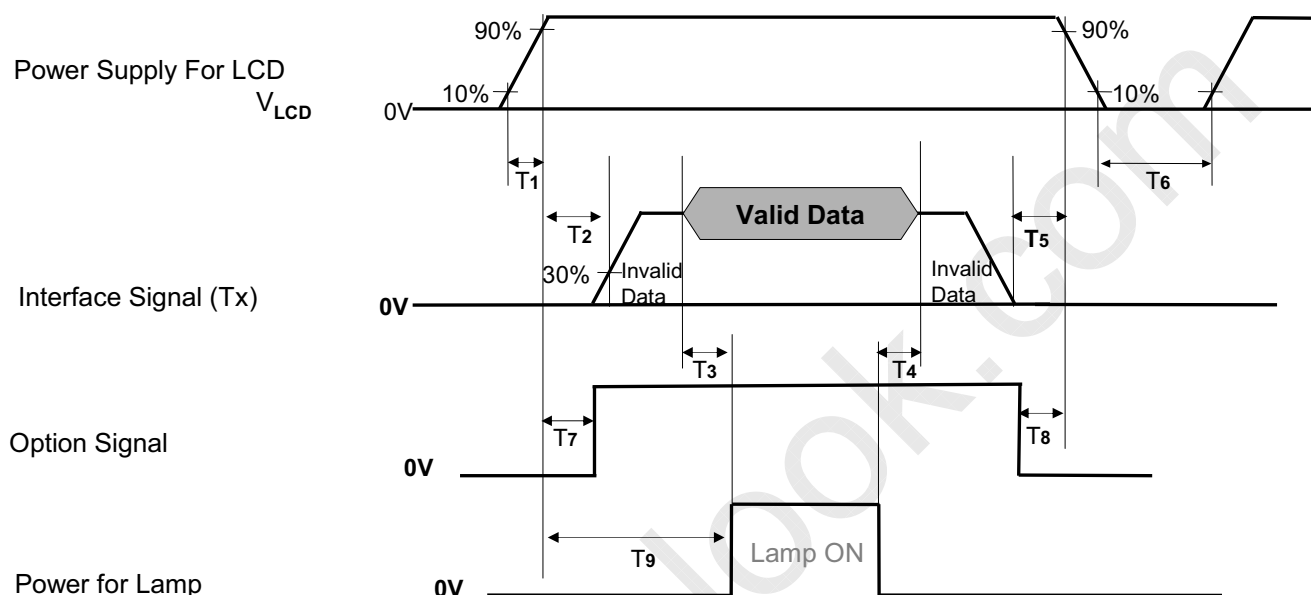 90%
90%
Power Supply For LCD
VLCD
10%
10%
0V
T1
T6
T2
Valid Data
T5
30%
Invalid
Data
Invalid
Data
Interface Signal (Tx)
0V
T3
T4
T7
T8
Option Signal
0V
T9
Lamp ON
Power for Lamp
0V
look.com